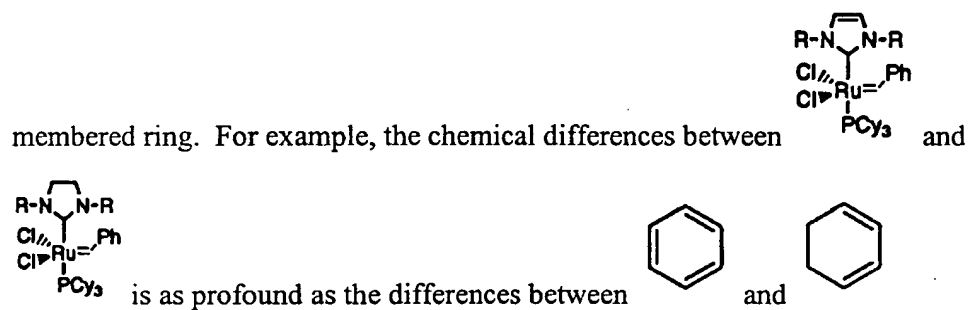 R-N N-R
Cl
Cl Ru= Ph
PCy3
membered ring. For example, the chemical differences between and
R-N N-R
Cl
Cl Ru= Ph
PCy3
is as profound as the differences between and .